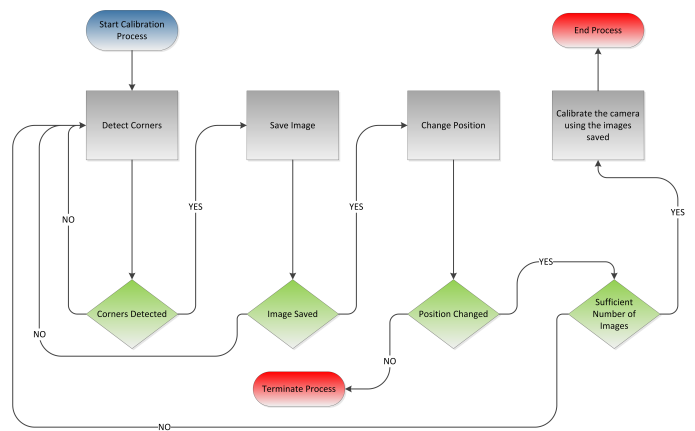 Start Calibration
Process
End Process
Detect Corners
Save Image
Change Position
Calibrate the camera
using the images
saved
NO
YES
YES
YES
YES
Corners Detected
Image Saved
Position Changed
Sufficient
Number of
Images
NO
NO
Terminate Process
NO